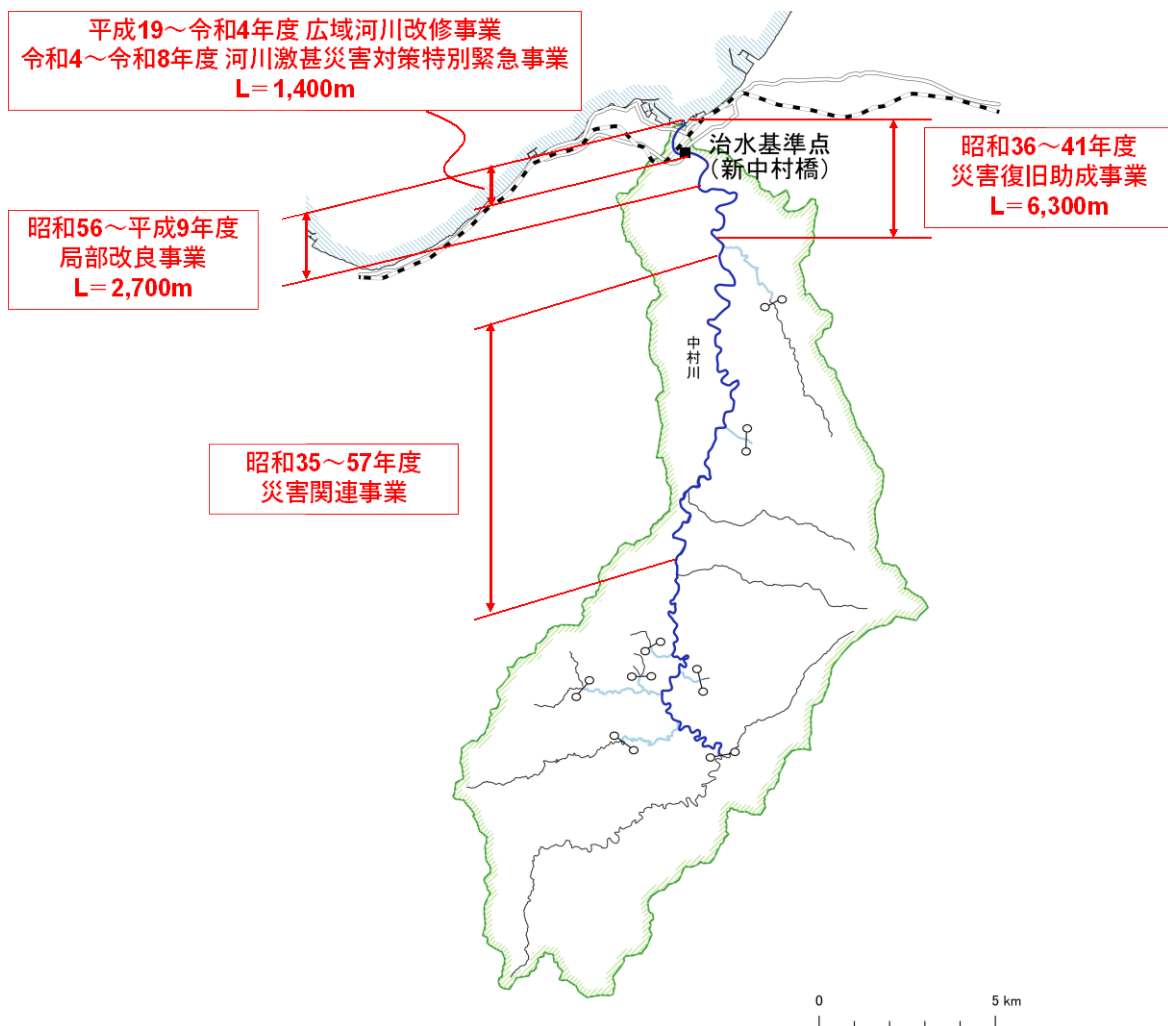 平成19～令和4年度 広域河川改修事業
令和4～令和8年度 河川激甚災害対策特別緊急事業
L＝1,400m
治水基準点
（新中村橋）
昭和36～41年度
災害復旧助成事業
L＝6,300m
昭和56～平成9年度
局部改良事業
L＝2,700m
中村川
昭和35～57年度
災害関連事業
0 5 km